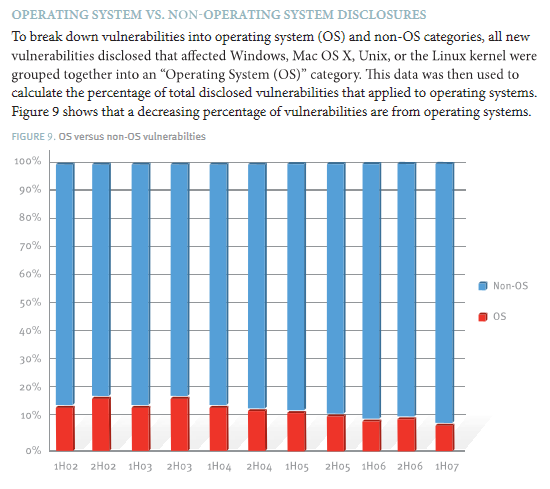 OPERATING SYSTEM VS. NON-OPERATING SYSTEM DISCLOSURES
To break down vulnerabilities into operating system (OS) and non-OS categories, all new
vulnerabilities disclosed that affected Windows, Mac OS X, Unix, or the Linux kernel were
grouped together into an “Operating System (OS)” category. This data was then used to
calculate the percentage of total disclosed vulnerabilities that applied to operating systems.
Figure 9 shows that a decreasing percentage of vulnerabilities are from operating systems.
FIGURE 9. OS versus non-OS vulnerabilties
100%
90%
80%
70%
60%
50%
40%
30%
20%
10%
0%
1H02 2H02 1H03 2H03 1H04 2H04 1H05 2H05 1H06 2H06 1H07
Non-OS
OS